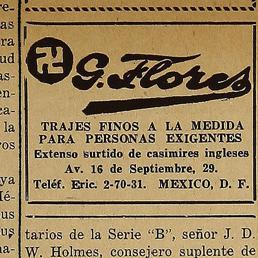 G. Flores
TRAJES FINOS A LA MEDIDA
PARA PERSONAS EXIGENTES
Extenso surtido de casimires ingleses
Av. 16 de Septiembre, 29.
Teléf. Eric. 2-70-31. MEXICO, D. F.
tarios de la Serie "B", señor J. D.
W. Holmes, consejero suplente de